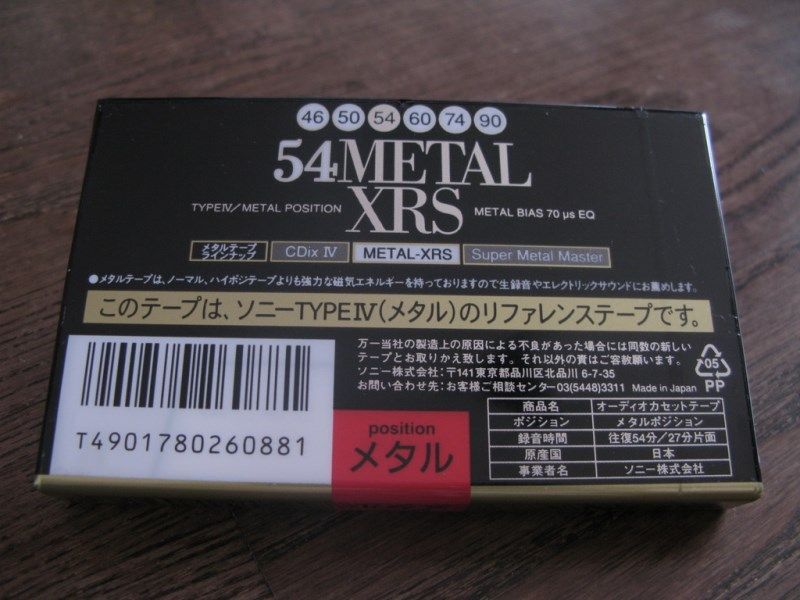 46 50 54 60 74 90
54METAL
XRS
TYPEⅣ/METAL POSITION
METAL BIAS 70 µs EQ
メタルテープ
ラインナップ
CDix Ⅳ
METAL-XRS
Super Metal Master
●メタルテープは、ノーマル、ハイポジテープよりも強力な磁気エネルギーを持っておりますので生録音やエレクトリックサウンドにお薦めします。
このテープは、ソニーTYPEⅣ(メタル)のリファレンステープです。
万一当社の製造上の原因による不良があった場合には同数の新しい
テープとお取りかえ致します。それ以外の責はご容赦願います。
ソニー株式会社:〒141東京都品川区北品川 6-7-35
お問い合わせ先:お客様ご相談センター03(5448)3311 Made in Japan
05
PP
T4901780260881
position
メタル
商品名 オーディオカセットテープ
ポジション メタルポジション
録音時間 往復54分/27分片面
原産国 日本
事業者名 ソニー株式会社